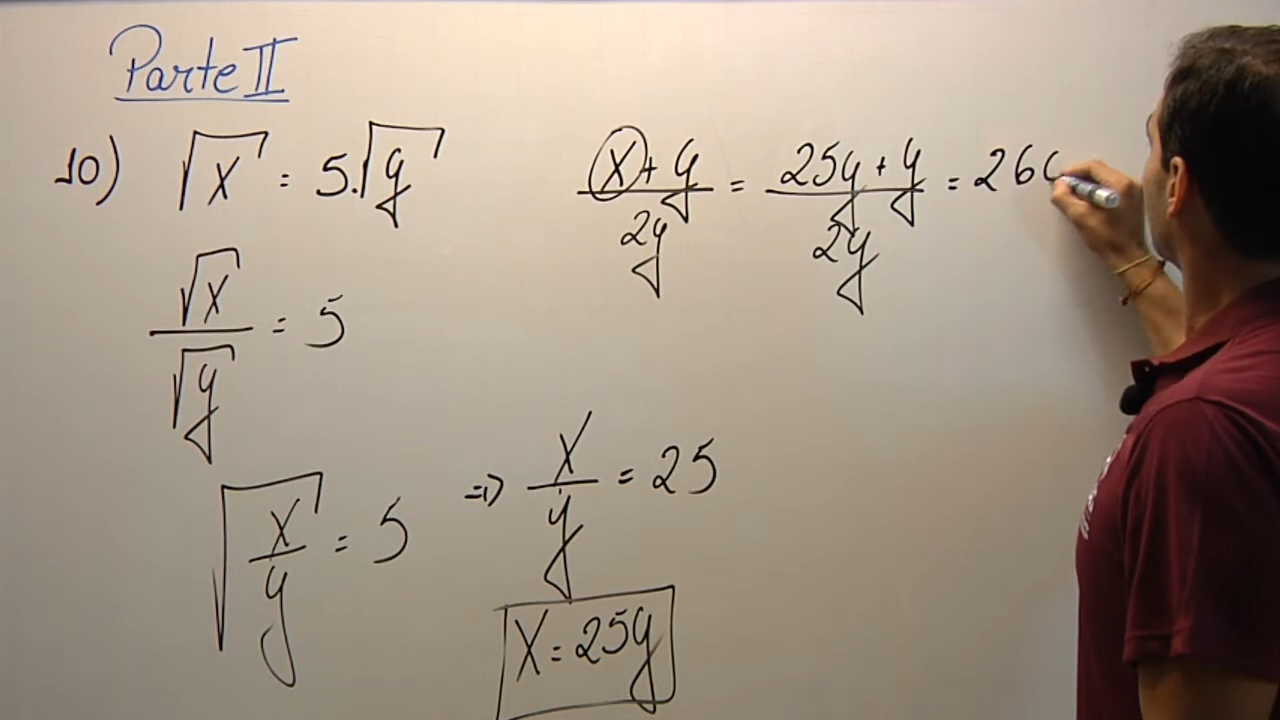 Parte II
10) √x = 5.√y
√x/√y = 5
√(x/y) = 5 => x/y = 25
x = 25y
(x + y)/2y = (25y + y)/2y = 26